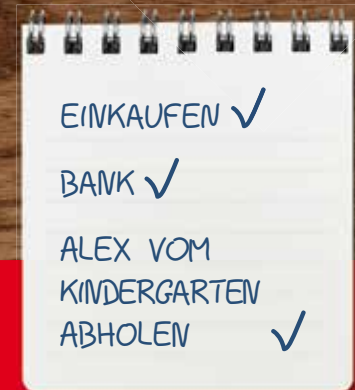 EINKAUFEN ✓
BANK ✓
ALEX VOM
KINDERGARTEN
ABHOLEN ✓